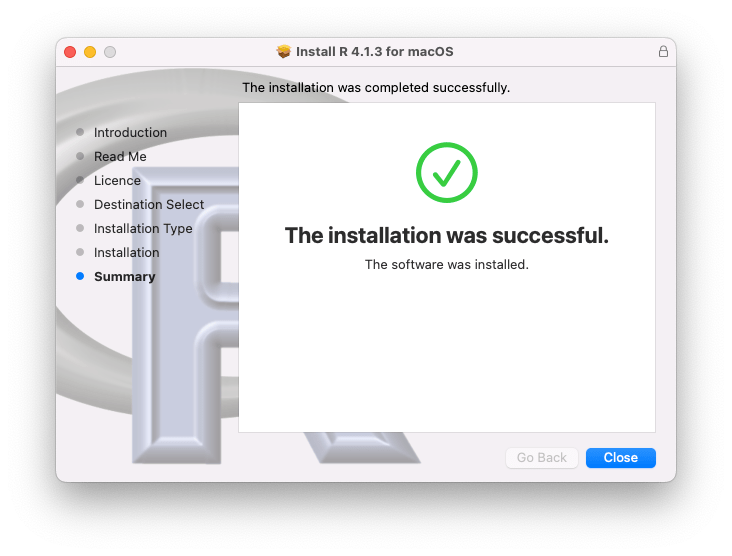 Install R 4.1.3 for macOS
The installation was completed successfully.
Introduction
Read Me
Licence
Destination Select
Installation Type
Installation
Summary
The installation was successful.
The software was installed.
Go Back
Close